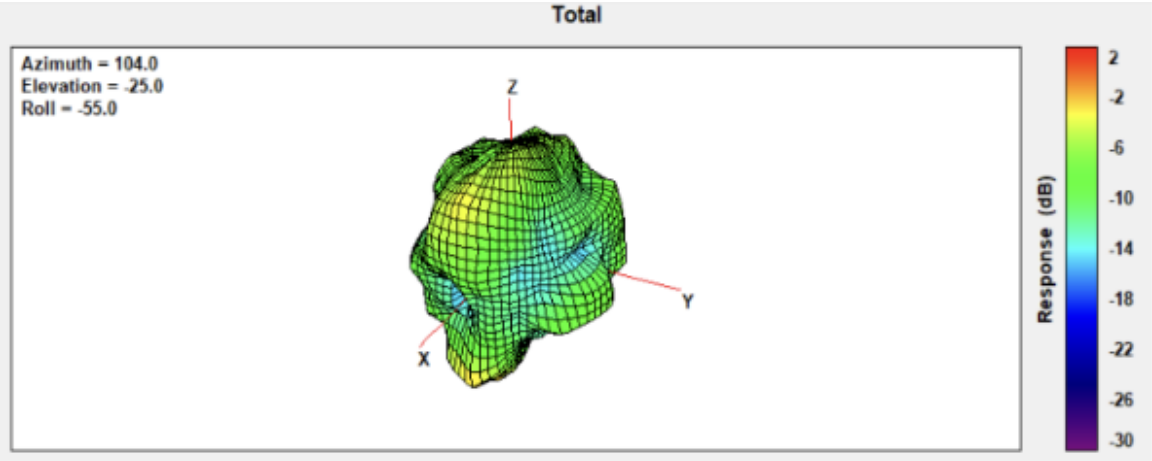 Total
Azimuth = 104.0
Elevation = -25.0
Roll = -55.0
Z
Y
X
Response (dB)
2
-2
-6
-10
-14
-18
-22
-26
-30